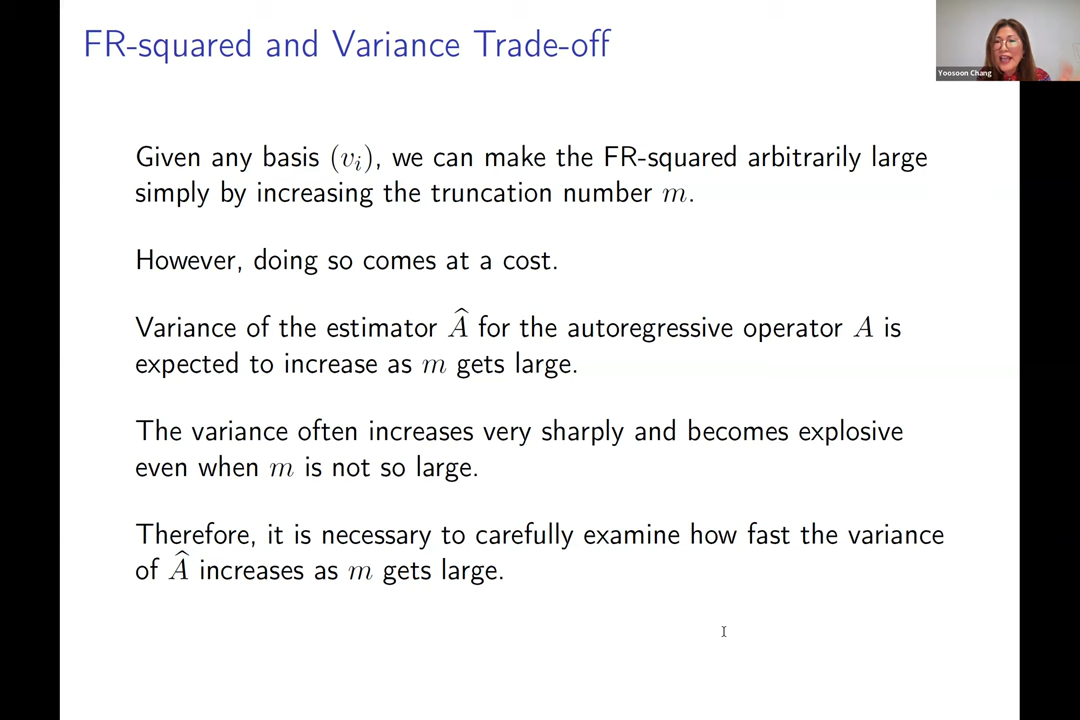 FR-squared and Variance Trade-off
Yoosoon Chang
Given any basis (vᵢ), we can make the FR-squared arbitrarily large
simply by increasing the truncation number m.
However, doing so comes at a cost.
Variance of the estimator Â for the autoregressive operator A is
expected to increase as m gets large.
The variance often increases very sharply and becomes explosive
even when m is not so large.
Therefore, it is necessary to carefully examine how fast the variance
of Â increases as m gets large.